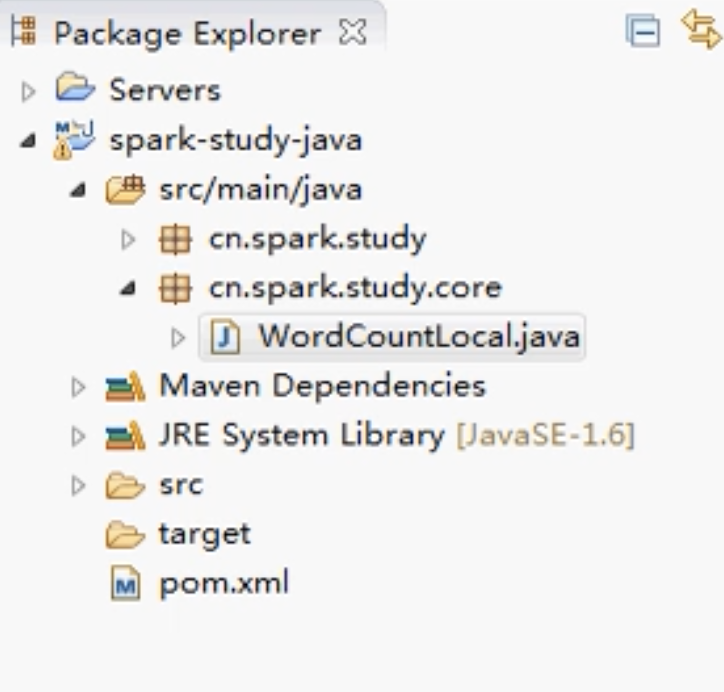 Package Explorer
Servers
spark-study-java
src/main/java
cn.spark.study
cn.spark.study.core
WordCountLocal.java
Maven Dependencies
JRE System Library [JavaSE-1.6]
src
target
pom.xml